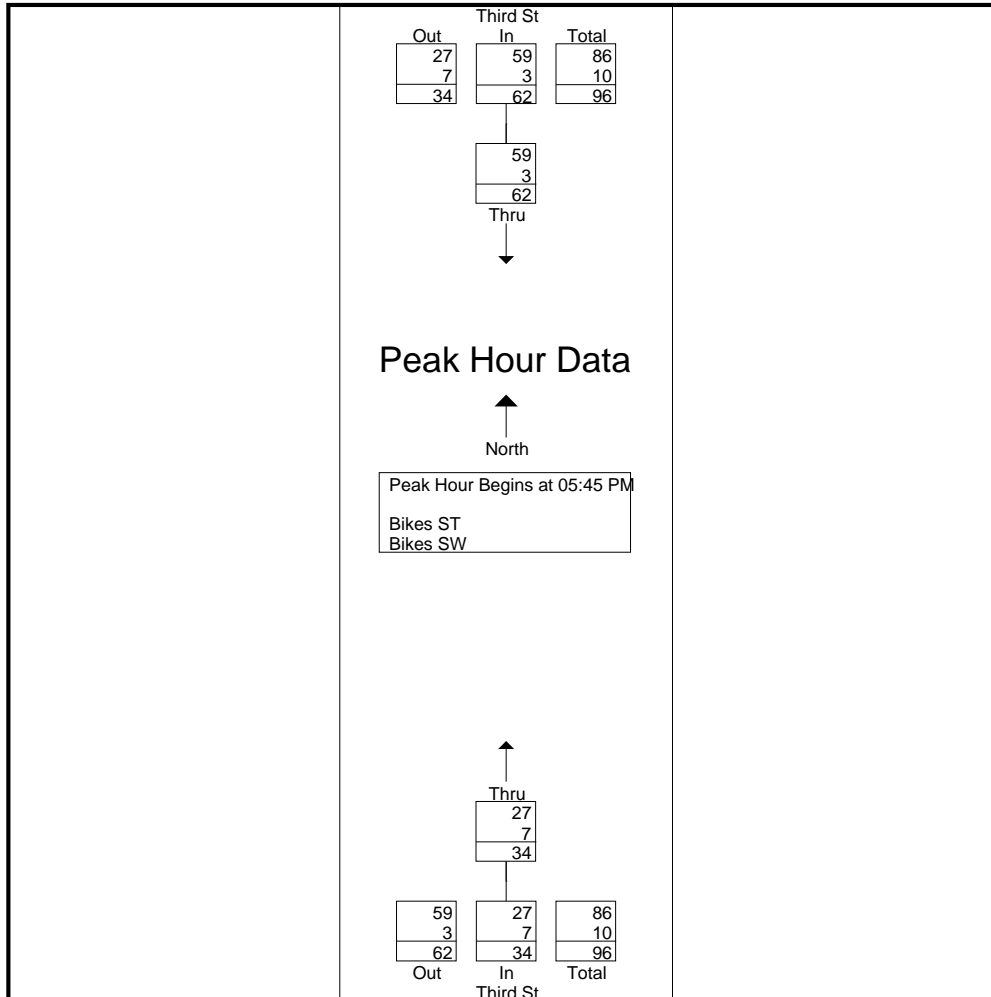 Third St
Out In Total
27 59 86
7 3 10
34 62 96
59
3
62
Thru
Peak Hour Data
North
Peak Hour Begins at 05:45 PM
Bikes ST
Bikes SW
Thru
27
7
34
59 27 86
3 7 10
62 34 96
Out In Total
Third St